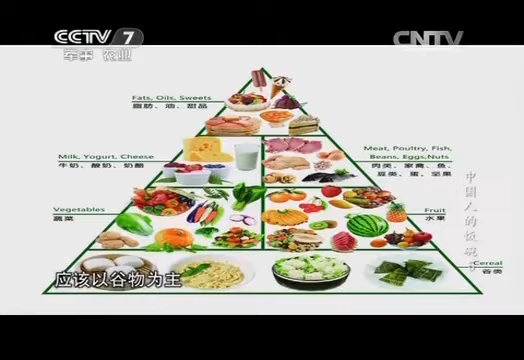 CCTV 7
军事 农业
CNTV
Fats, Oils, Sweets
脂肪、油、甜品
Milk, Yogurt, Cheese
牛奶、酸奶、奶酪
Meat, Poultry, Fish,
Beans, Eggs, Nuts
肉类、家禽、鱼、
豆类、蛋、坚果
Vegetables
蔬菜
Fruit
水果
Cereal
谷类
中国人的饭碗
应该以谷物为主